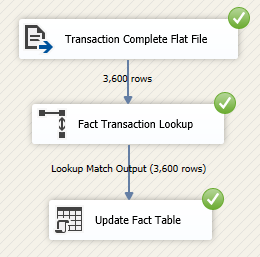 Transaction Complete Flat File
3,600 rows
Fact Transaction Lookup
Lookup Match Output (3,600 rows)
Update Fact Table